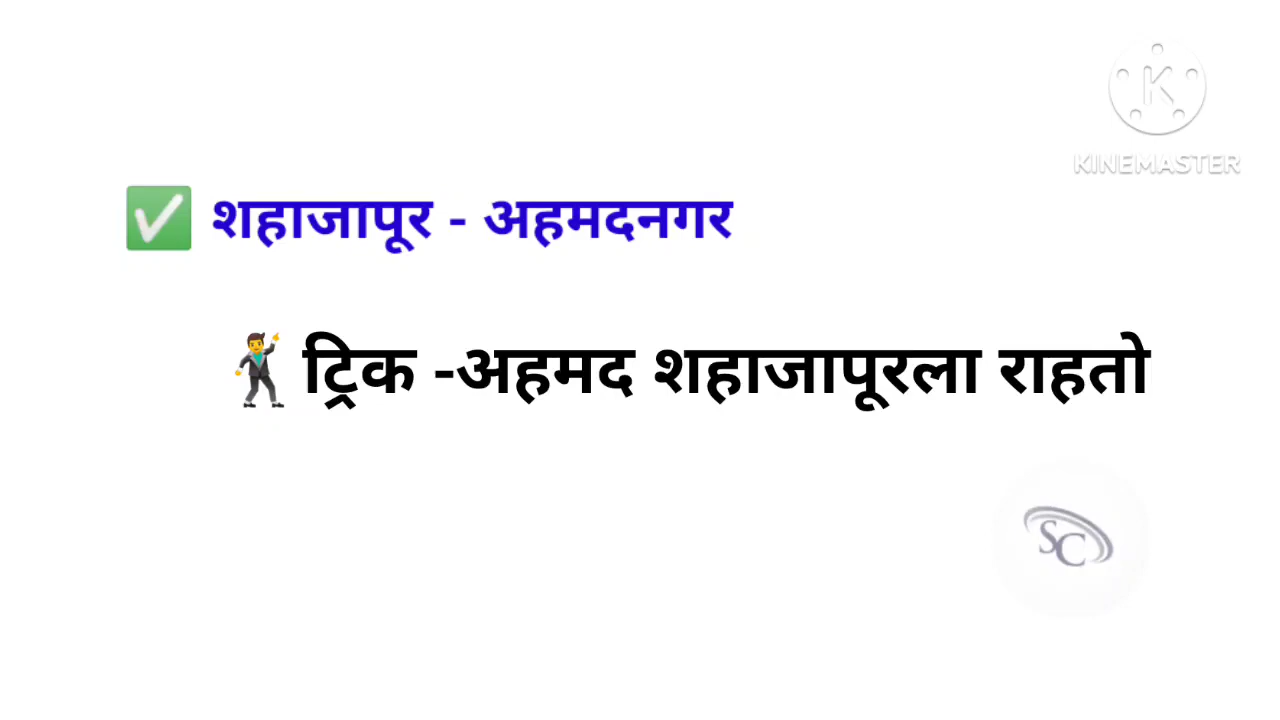 KINEMASTER
✅ शहाजापूर - अहमदनगर
🕺 ट्रिक -अहमद शहाजापूरला राहतो
SC